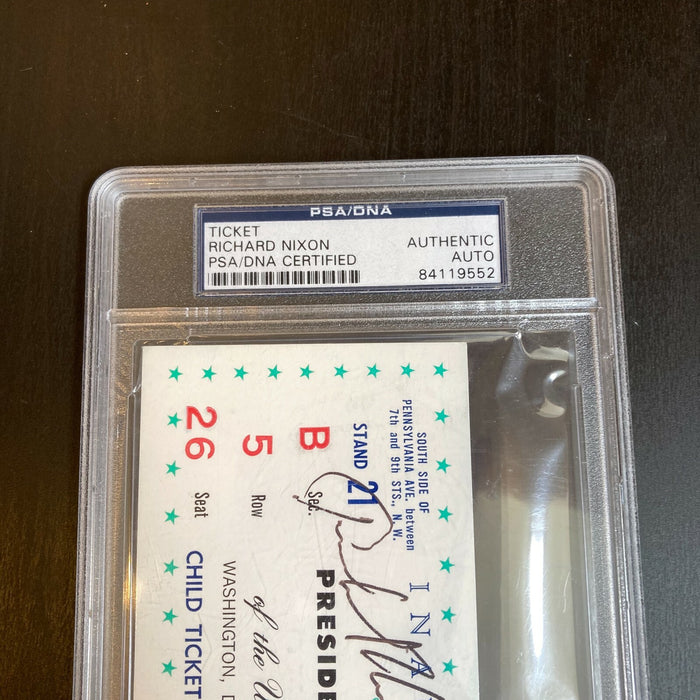 PSA/DNA
TICKET
RICHARD NIXON
PSA/DNA CERTIFIED
AUTHENTIC
AUTO
84119552
SOUTH SIDE OF
PENNSYLVANIA AVE. between
7th and 9th STS., N. W.
STAND 21
B Sec.
5 Row
26 Seat
I N A
PRESIDE
of the U
WASHINGTON, D
CHILD TICKET